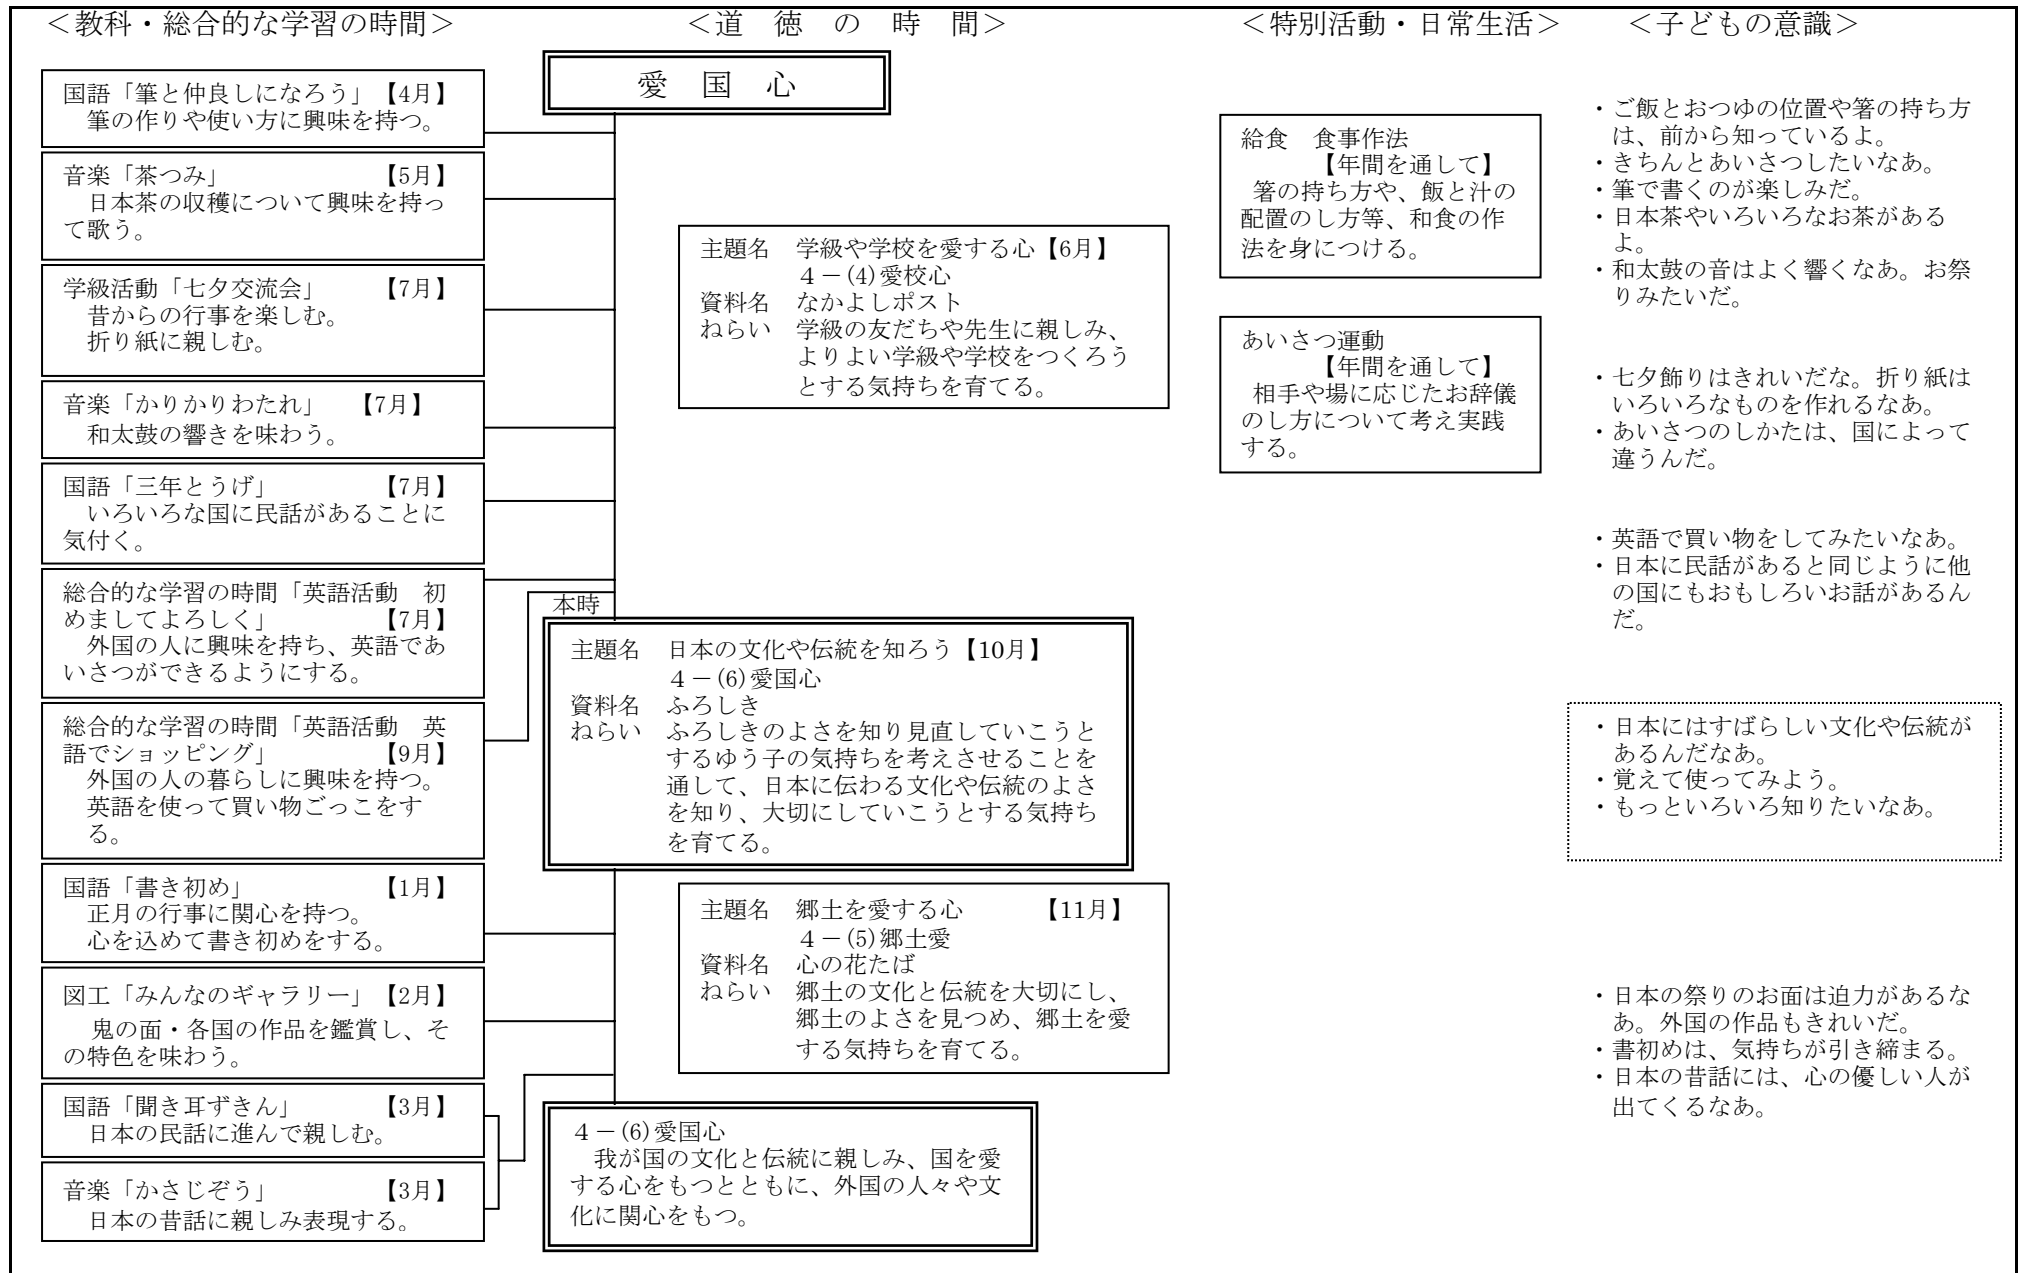 ＜教科・総合的な学習の時間＞
国語「筆と仲良しになろう」【4月】
筆の作りや使い方に興味を持つ。
音楽「茶つみ」　【5月】
日本茶の収穫について興味を持っ
て歌う。
学級活動「七夕交流会」　【7月】
昔からの行事を楽しむ。
折り紙に親しむ。
音楽「かりかりわたれ」　【7月】
和太鼓の響きを味わう。
国語「三年とうげ」　【7月】
いろいろな国に民話があることに
気付く。
総合的な学習の時間「英語活動　初
めましてよろしく」　【7月】
外国の人に興味を持ち、英語であ
いさつができるようにする。
総合的な学習の時間「英語活動　英
語でショッピング」　【9月】
外国の人の暮らしに興味を持つ。
英語を使って買い物ごっこをす
る。
国語「書き初め」　【1月】
正月の行事に関心を持つ。
心を込めて書き初めをする。
図工「みんなのギャラリー」【2月】
鬼の面・各国の作品を鑑賞し、そ
の特色を味わう。
国語「聞き耳ずきん」　【3月】
日本の民話に進んで親しむ。
音楽「かさじぞう」　【3月】
日本の昔話に親しみ表現する。
＜道　徳　の　時　間＞
愛　国　心
主題名　学級や学校を愛する心【6月】
４－(4)愛校心
資料名　なかよしポスト
ねらい　学級の友だちや先生に親しみ、
よりよい学級や学校をつくろう
とする気持ちを育てる。
本時
主題名　日本の文化や伝統を知ろう【10月】
４－(6)愛国心
資料名　ふろしき
ねらい　ふろしきのよさを知り見直していこうと
するゆう子の気持ちを考えさせることを
通して、日本に伝わる文化や伝統のよさ
を知り、大切にしていこうとする気持ち
を育てる。
主題名　郷土を愛する心　【11月】
４－(5)郷土愛
資料名　心の花たば
ねらい　郷土の文化と伝統を大切にし、
郷土のよさを見つめ、郷土を愛
する気持ちを育てる。
４－(6)愛国心
我が国の文化と伝統に親しみ、国を愛
する心をもつとともに、外国の人々や文
化に関心をもつ。
＜特別活動・日常生活＞
給食　食事作法
【年間を通して】
箸の持ち方や、飯と汁の
配置のし方等、和食の作
法を身につける。
あいさつ運動
【年間を通して】
相手や場に応じたお辞儀
のし方について考え実践
する。
＜子どもの意識＞
・ご飯とおつゆの位置や箸の持ち方
は、前から知っているよ。
・きちんとあいさつしたいなあ。
・筆で書くのが楽しみだ。
・日本茶やいろいろなお茶がある
よ。
・和太鼓の音はよく響くなあ。お祭
りみたいだ。
・七夕飾りはきれいだな。折り紙は
いろいろなものを作れるなあ。
・あいさつのしかたは、国によって
違うんだ。
・英語で買い物をしてみたいなあ。
・日本に民話があると同じように他
の国にもおもしろいお話があるん
だ。
・日本にはすばらしい文化や伝統が
あるんだなあ。
・覚えて使ってみよう。
・もっといろいろ知りたいなあ。
・日本の祭りのお面は迫力があるな
あ。外国の作品もきれいだ。
・書初めは、気持ちが引き締まる。
・日本の昔話には、心の優しい人が
出てくるなあ。